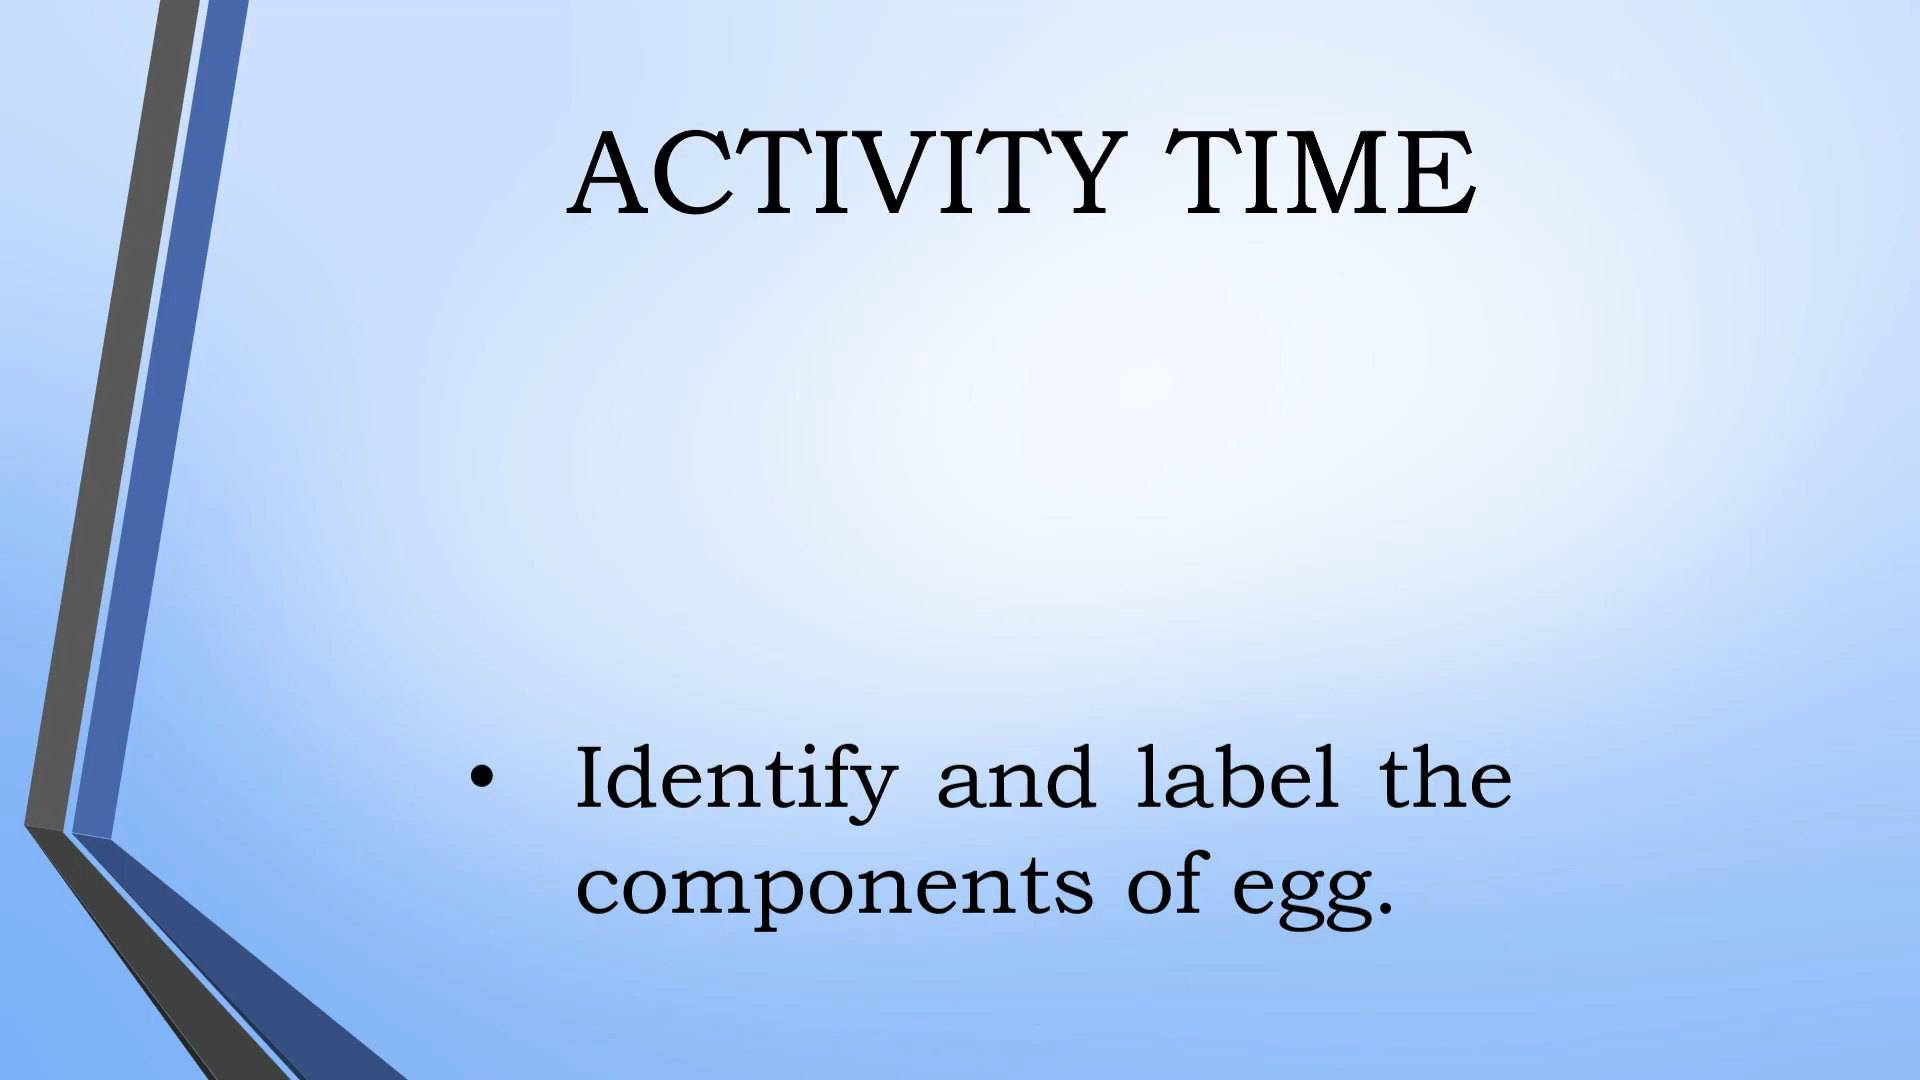 ACTIVITY TIME
• Identify and label the
components of egg.